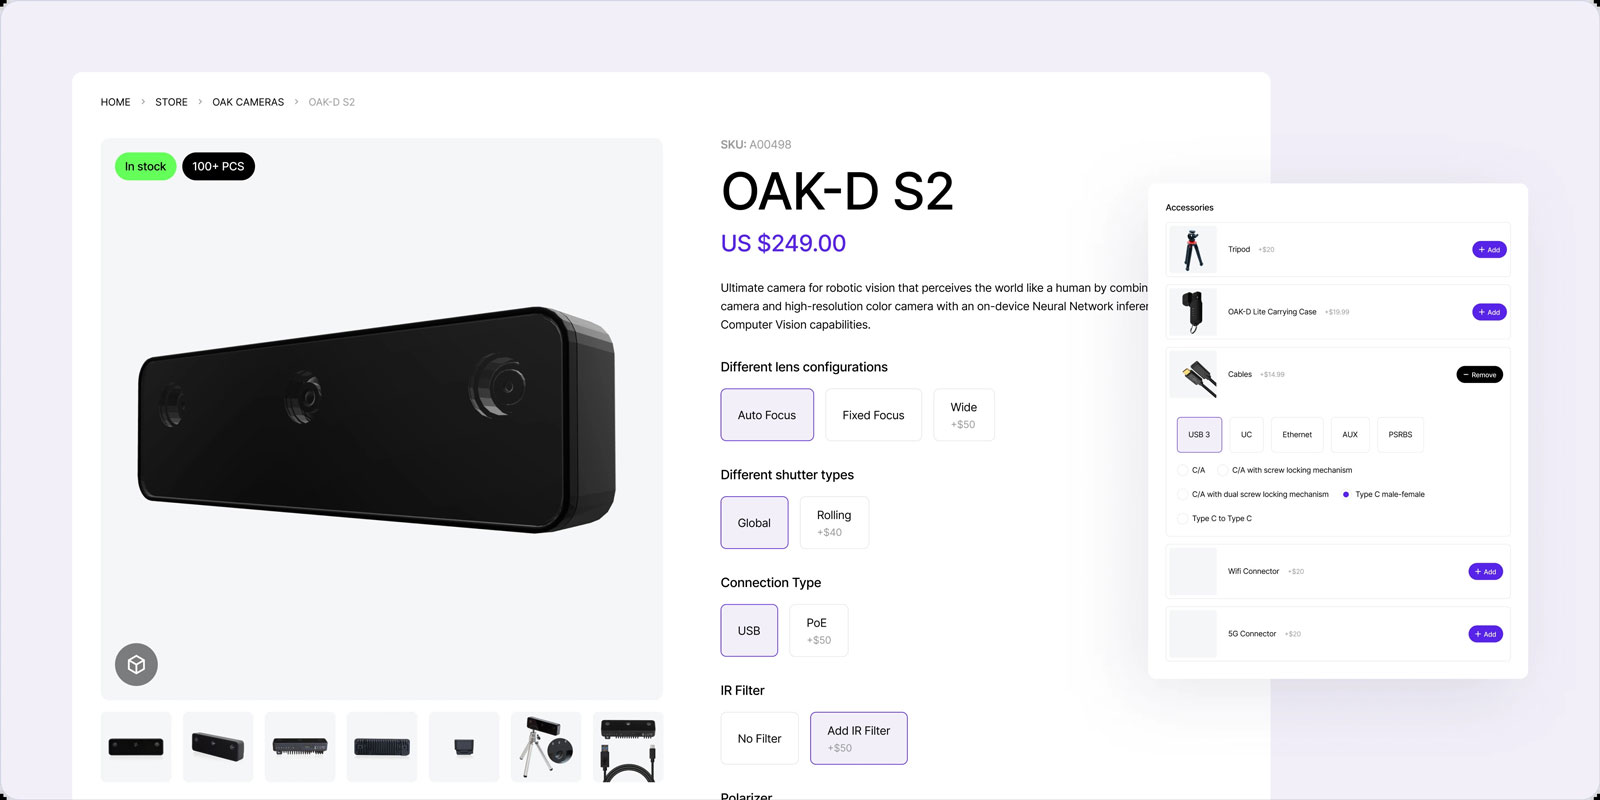 HOME > STORE > OAK CAMERAS > OAK-D S2
In stock
100+ PCS
SKU: A00498
OAK-D S2
US $249.00
Ultimate camera for robotic vision that perceives the world like a human by combin
camera and high-resolution color camera with an on-device Neural Network infere
Computer Vision capabilities.
Different lens configurations
Auto Focus
Fixed Focus
Wide
+$50
Different shutter types
Global
Rolling
+$40
Connection Type
USB
PoE
+$50
IR Filter
No Filter
Add IR Filter
+$50
Polarizer
Accessories
Tripod +$20
+ Add
OAK-D Lite Carrying Case +$19.99
+ Add
Cables +$14.99
− Remove
USB 3
UC
Ethernet
AUX
PSRBS
C/A
C/A with screw locking mechanism
C/A with dual screw locking mechanism
Type C male-female
Type C to Type C
Wifi Connector +$20
+ Add
5G Connector +$20
+ Add